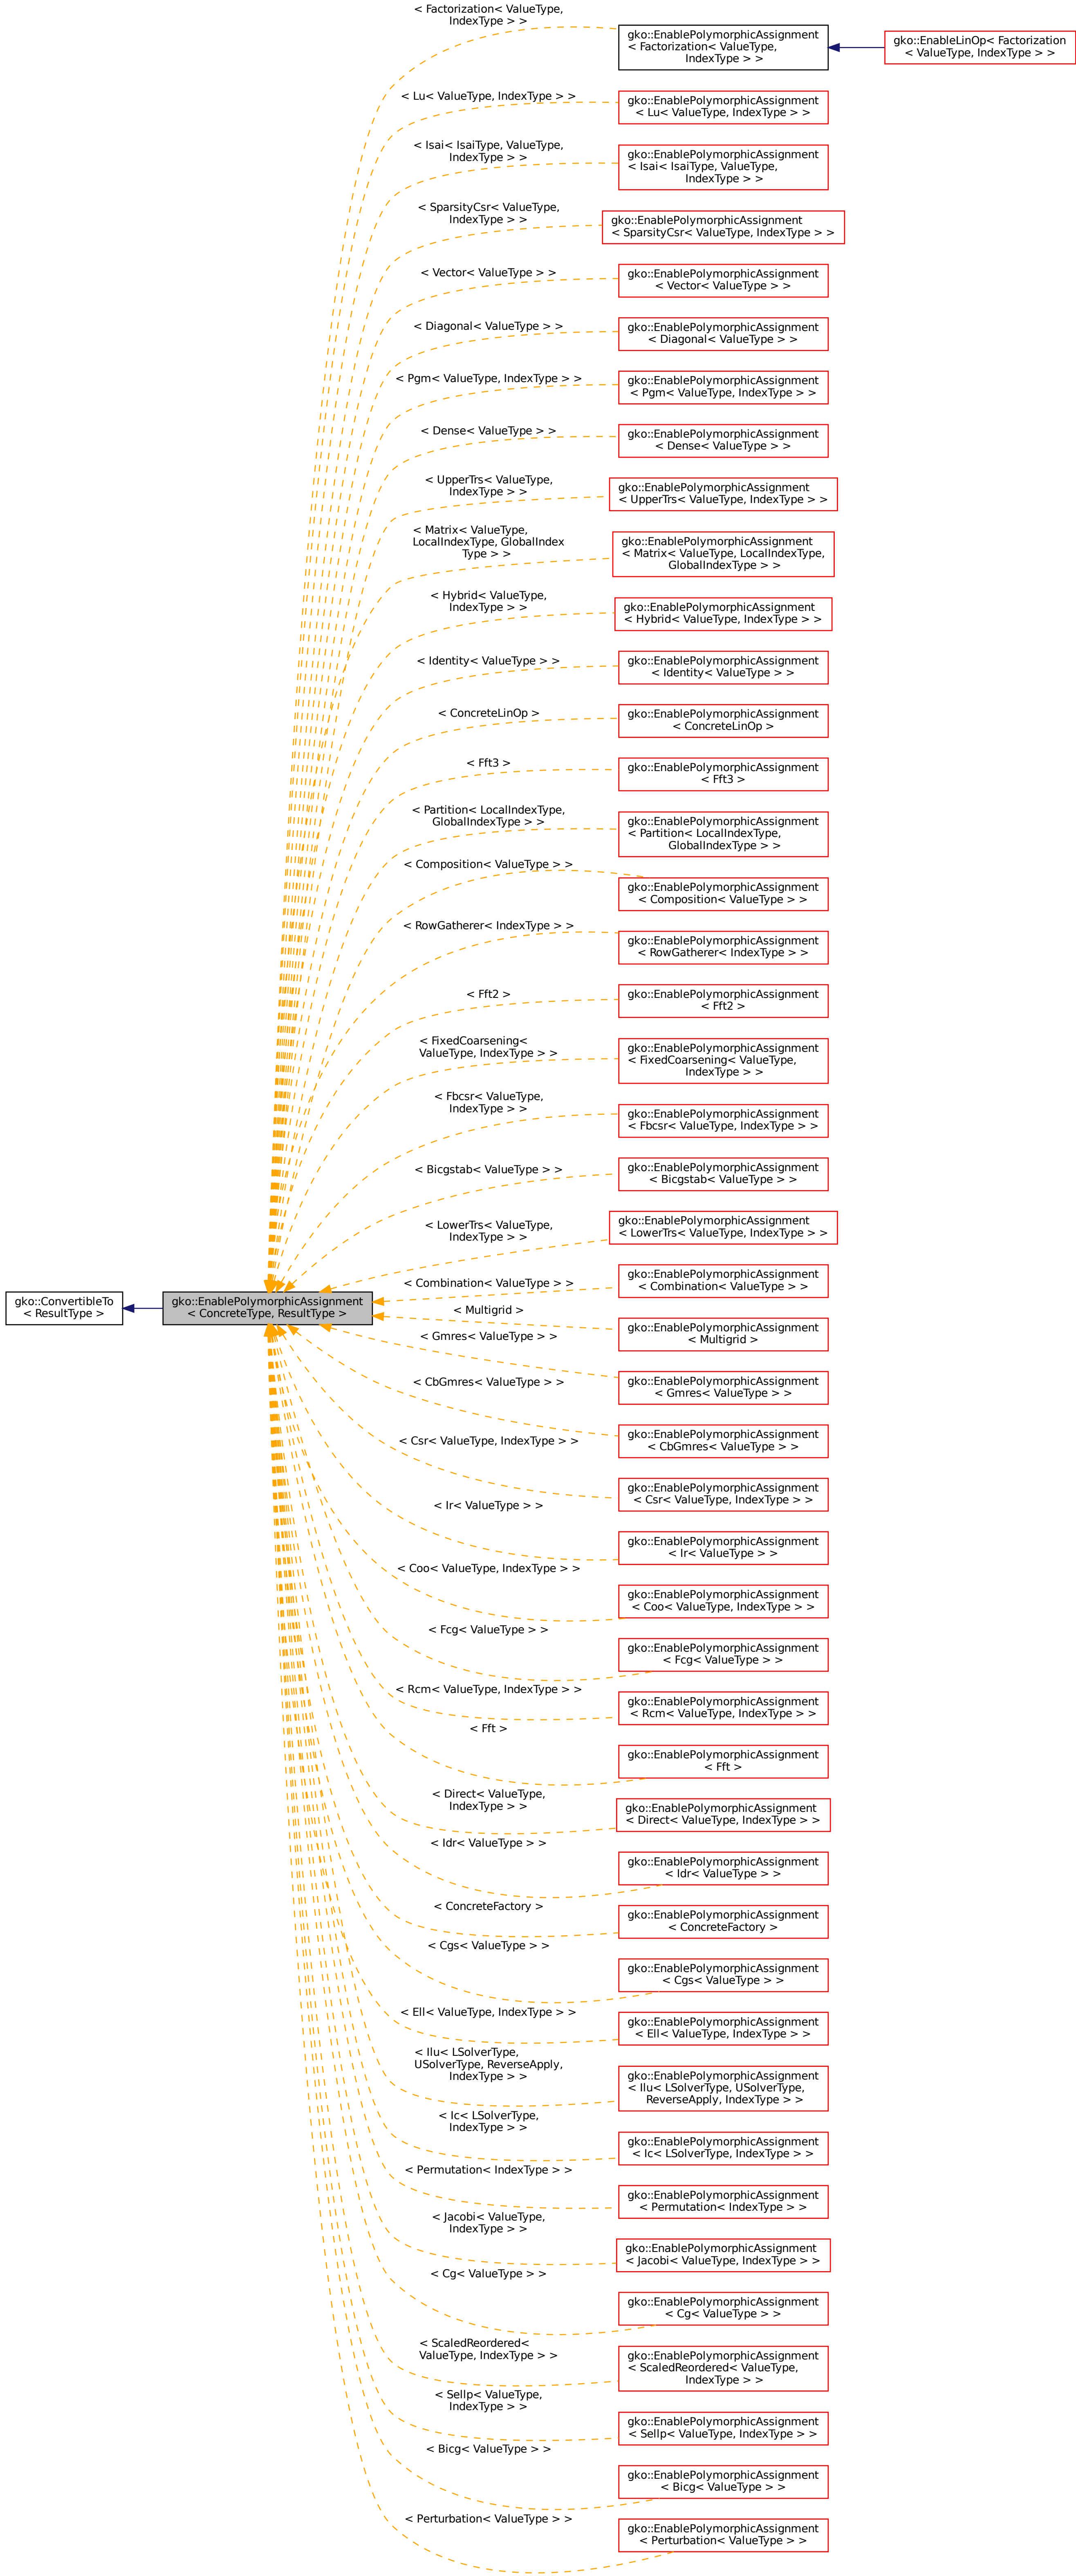 < Factorization< ValueType,
IndexType > >
gko::EnablePolymorphicAssignment
< Factorization< ValueType,
IndexType > >
gko::EnableLinOp< Factorization
< ValueType, IndexType > >
< Lu< ValueType, IndexType > >
gko::EnablePolymorphicAssignment
< Lu< ValueType, IndexType > >
< Isai< IsaiType, ValueType,
IndexType > >
gko::EnablePolymorphicAssignment
< Isai< IsaiType, ValueType,
IndexType > >
< SparsityCsr< ValueType,
IndexType > >
gko::EnablePolymorphicAssignment
< SparsityCsr< ValueType, IndexType > >
< Vector< ValueType > >
gko::EnablePolymorphicAssignment
< Vector< ValueType > >
< Diagonal< ValueType > >
gko::EnablePolymorphicAssignment
< Diagonal< ValueType > >
< Pgm< ValueType, IndexType > >
gko::EnablePolymorphicAssignment
< Pgm< ValueType, IndexType > >
< Dense< ValueType > >
gko::EnablePolymorphicAssignment
< Dense< ValueType > >
< UpperTrs< ValueType,
IndexType > >
gko::EnablePolymorphicAssignment
< UpperTrs< ValueType, IndexType > >
< Matrix< ValueType,
LocalIndexType, GlobalIndex
Type > >
gko::EnablePolymorphicAssignment
< Matrix< ValueType, LocalIndexType,
GlobalIndexType > >
< Hybrid< ValueType,
IndexType > >
gko::EnablePolymorphicAssignment
< Hybrid< ValueType, IndexType > >
< Identity< ValueType > >
gko::EnablePolymorphicAssignment
< Identity< ValueType > >
< ConcreteLinOp >
gko::EnablePolymorphicAssignment
< ConcreteLinOp >
< Fft3 >
gko::EnablePolymorphicAssignment
< Fft3 >
< Partition< LocalIndexType,
GlobalIndexType > >
gko::EnablePolymorphicAssignment
< Partition< LocalIndexType,
GlobalIndexType > >
< Composition< ValueType > >
gko::EnablePolymorphicAssignment
< Composition< ValueType > >
< RowGatherer< IndexType > >
gko::EnablePolymorphicAssignment
< RowGatherer< IndexType > >
< Fft2 >
gko::EnablePolymorphicAssignment
< Fft2 >
< FixedCoarsening<
ValueType, IndexType > >
gko::EnablePolymorphicAssignment
< FixedCoarsening< ValueType,
IndexType > >
< Fbcsr< ValueType,
IndexType > >
gko::EnablePolymorphicAssignment
< Fbcsr< ValueType, IndexType > >
< Bicgstab< ValueType > >
gko::EnablePolymorphicAssignment
< Bicgstab< ValueType > >
< LowerTrs< ValueType,
IndexType > >
gko::EnablePolymorphicAssignment
< LowerTrs< ValueType, IndexType > >
gko::ConvertibleTo
< ResultType >
gko::EnablePolymorphicAssignment
< ConcreteType, ResultType >
< Combination< ValueType > >
gko::EnablePolymorphicAssignment
< Combination< ValueType > >
< Multigrid >
gko::EnablePolymorphicAssignment
< Multigrid >
< Gmres< ValueType > >
gko::EnablePolymorphicAssignment
< Gmres< ValueType > >
< CbGmres< ValueType > >
gko::EnablePolymorphicAssignment
< CbGmres< ValueType > >
< Csr< ValueType, IndexType > >
gko::EnablePolymorphicAssignment
< Csr< ValueType, IndexType > >
< Ir< ValueType > >
gko::EnablePolymorphicAssignment
< Ir< ValueType > >
< Coo< ValueType, IndexType > >
gko::EnablePolymorphicAssignment
< Coo< ValueType, IndexType > >
< Fcg< ValueType > >
gko::EnablePolymorphicAssignment
< Fcg< ValueType > >
< Rcm< ValueType, IndexType > >
gko::EnablePolymorphicAssignment
< Rcm< ValueType, IndexType > >
< Fft >
gko::EnablePolymorphicAssignment
< Fft >
< Direct< ValueType,
IndexType > >
gko::EnablePolymorphicAssignment
< Direct< ValueType, IndexType > >
< Idr< ValueType > >
gko::EnablePolymorphicAssignment
< Idr< ValueType > >
< ConcreteFactory >
gko::EnablePolymorphicAssignment
< ConcreteFactory >
< Cgs< ValueType > >
gko::EnablePolymorphicAssignment
< Cgs< ValueType > >
< Ell< ValueType, IndexType > >
gko::EnablePolymorphicAssignment
< Ell< ValueType, IndexType > >
< Ilu< LSolverType,
USolverType, ReverseApply,
IndexType > >
gko::EnablePolymorphicAssignment
< Ilu< LSolverType, USolverType,
ReverseApply, IndexType > >
< Ic< LSolverType,
IndexType > >
gko::EnablePolymorphicAssignment
< Ic< LSolverType, IndexType > >
< Permutation< IndexType > >
gko::EnablePolymorphicAssignment
< Permutation< IndexType > >
< Jacobi< ValueType,
IndexType > >
gko::EnablePolymorphicAssignment
< Jacobi< ValueType, IndexType > >
< Cg< ValueType > >
gko::EnablePolymorphicAssignment
< Cg< ValueType > >
< ScaledReordered<
ValueType, IndexType > >
gko::EnablePolymorphicAssignment
< ScaledReordered< ValueType,
IndexType > >
< Sellp< ValueType,
IndexType > >
gko::EnablePolymorphicAssignment
< Sellp< ValueType, IndexType > >
< Bicg< ValueType > >
gko::EnablePolymorphicAssignment
< Bicg< ValueType > >
< Perturbation< ValueType > >
gko::EnablePolymorphicAssignment
< Perturbation< ValueType > >